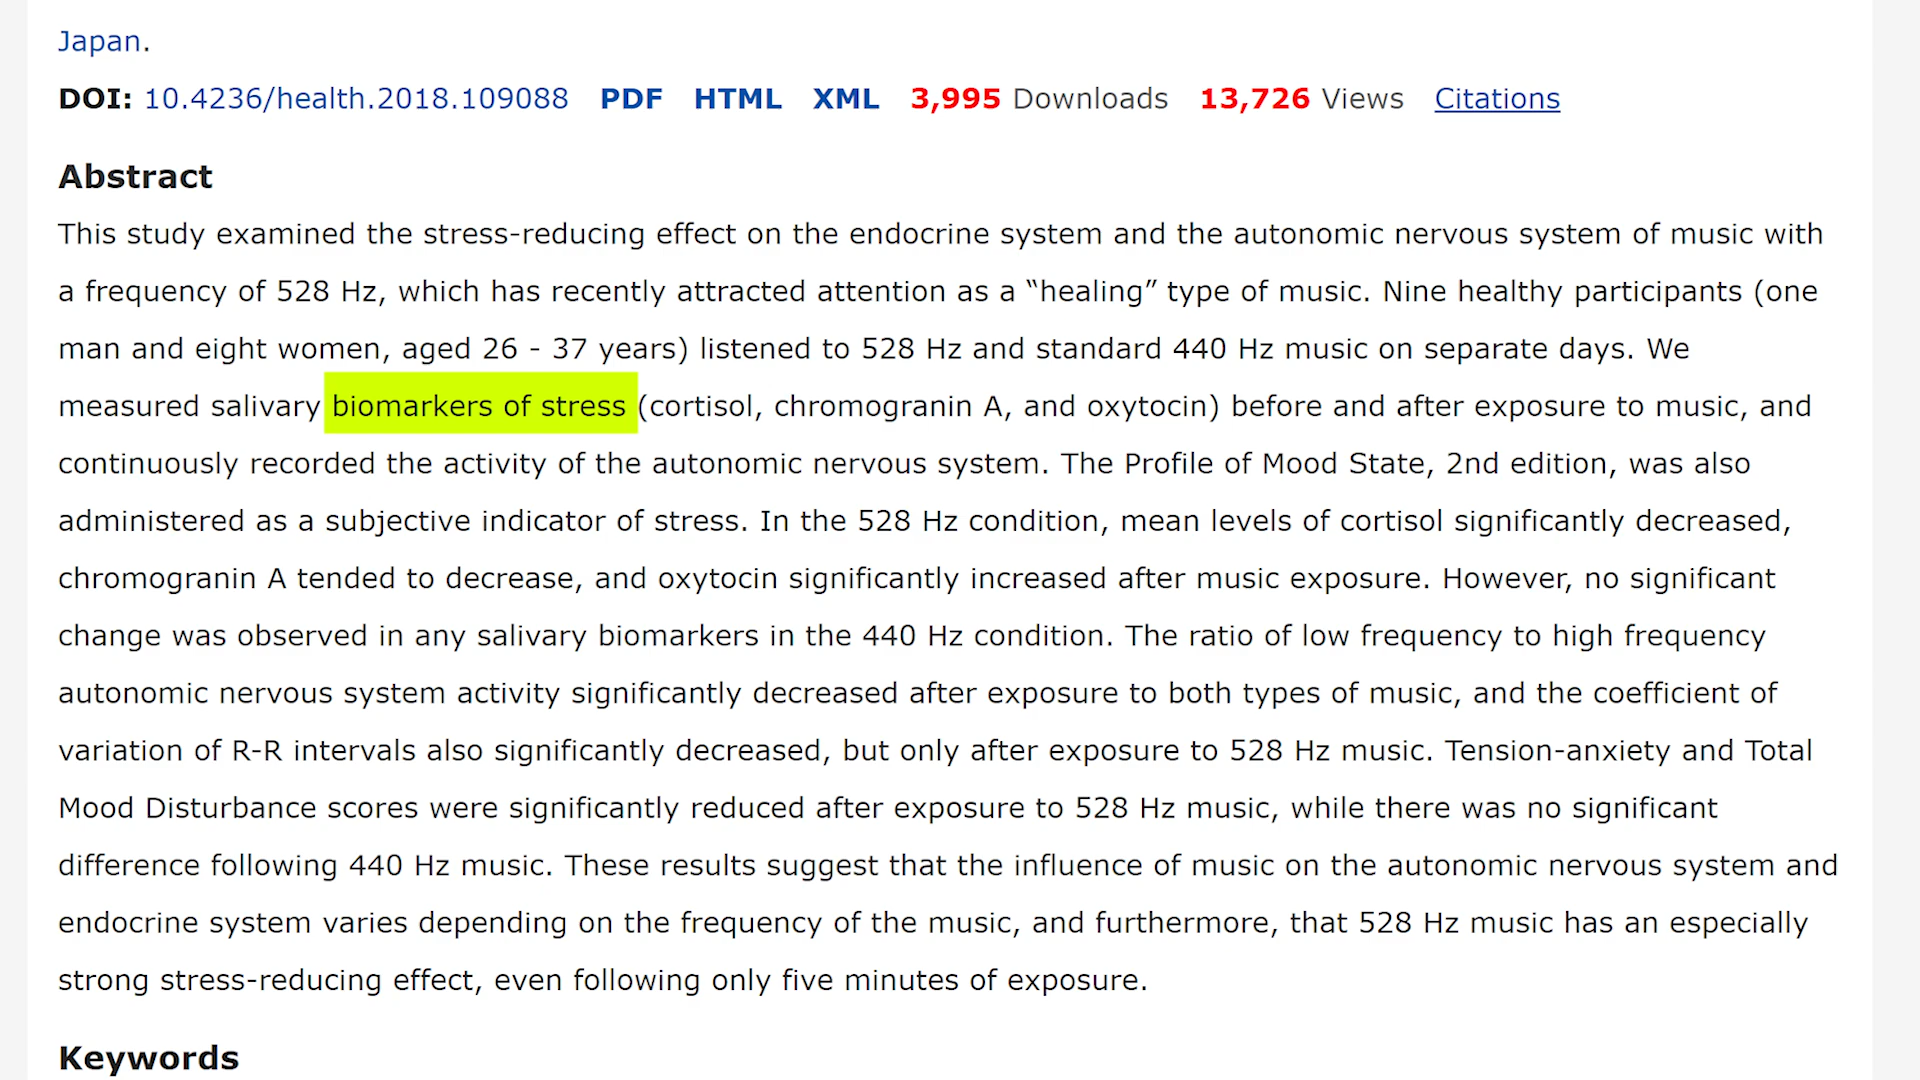 Japan.
DOI: 10.4236/health.2018.109088 PDF HTML XML 3,995 Downloads 13,726 Views Citations
Abstract
This study examined the stress-reducing effect on the endocrine system and the autonomic nervous system of music with
a frequency of 528 Hz, which has recently attracted attention as a “healing” type of music. Nine healthy participants (one
man and eight women, aged 26 - 37 years) listened to 528 Hz and standard 440 Hz music on separate days. We
measured salivary biomarkers of stress (cortisol, chromogranin A, and oxytocin) before and after exposure to music, and
continuously recorded the activity of the autonomic nervous system. The Profile of Mood State, 2nd edition, was also
administered as a subjective indicator of stress. In the 528 Hz condition, mean levels of cortisol significantly decreased,
chromogranin A tended to decrease, and oxytocin significantly increased after music exposure. However, no significant
change was observed in any salivary biomarkers in the 440 Hz condition. The ratio of low frequency to high frequency
autonomic nervous system activity significantly decreased after exposure to both types of music, and the coefficient of
variation of R-R intervals also significantly decreased, but only after exposure to 528 Hz music. Tension-anxiety and Total
Mood Disturbance scores were significantly reduced after exposure to 528 Hz music, while there was no significant
difference following 440 Hz music. These results suggest that the influence of music on the autonomic nervous system and
endocrine system varies depending on the frequency of the music, and furthermore, that 528 Hz music has an especially
strong stress-reducing effect, even following only five minutes of exposure.
Keywords